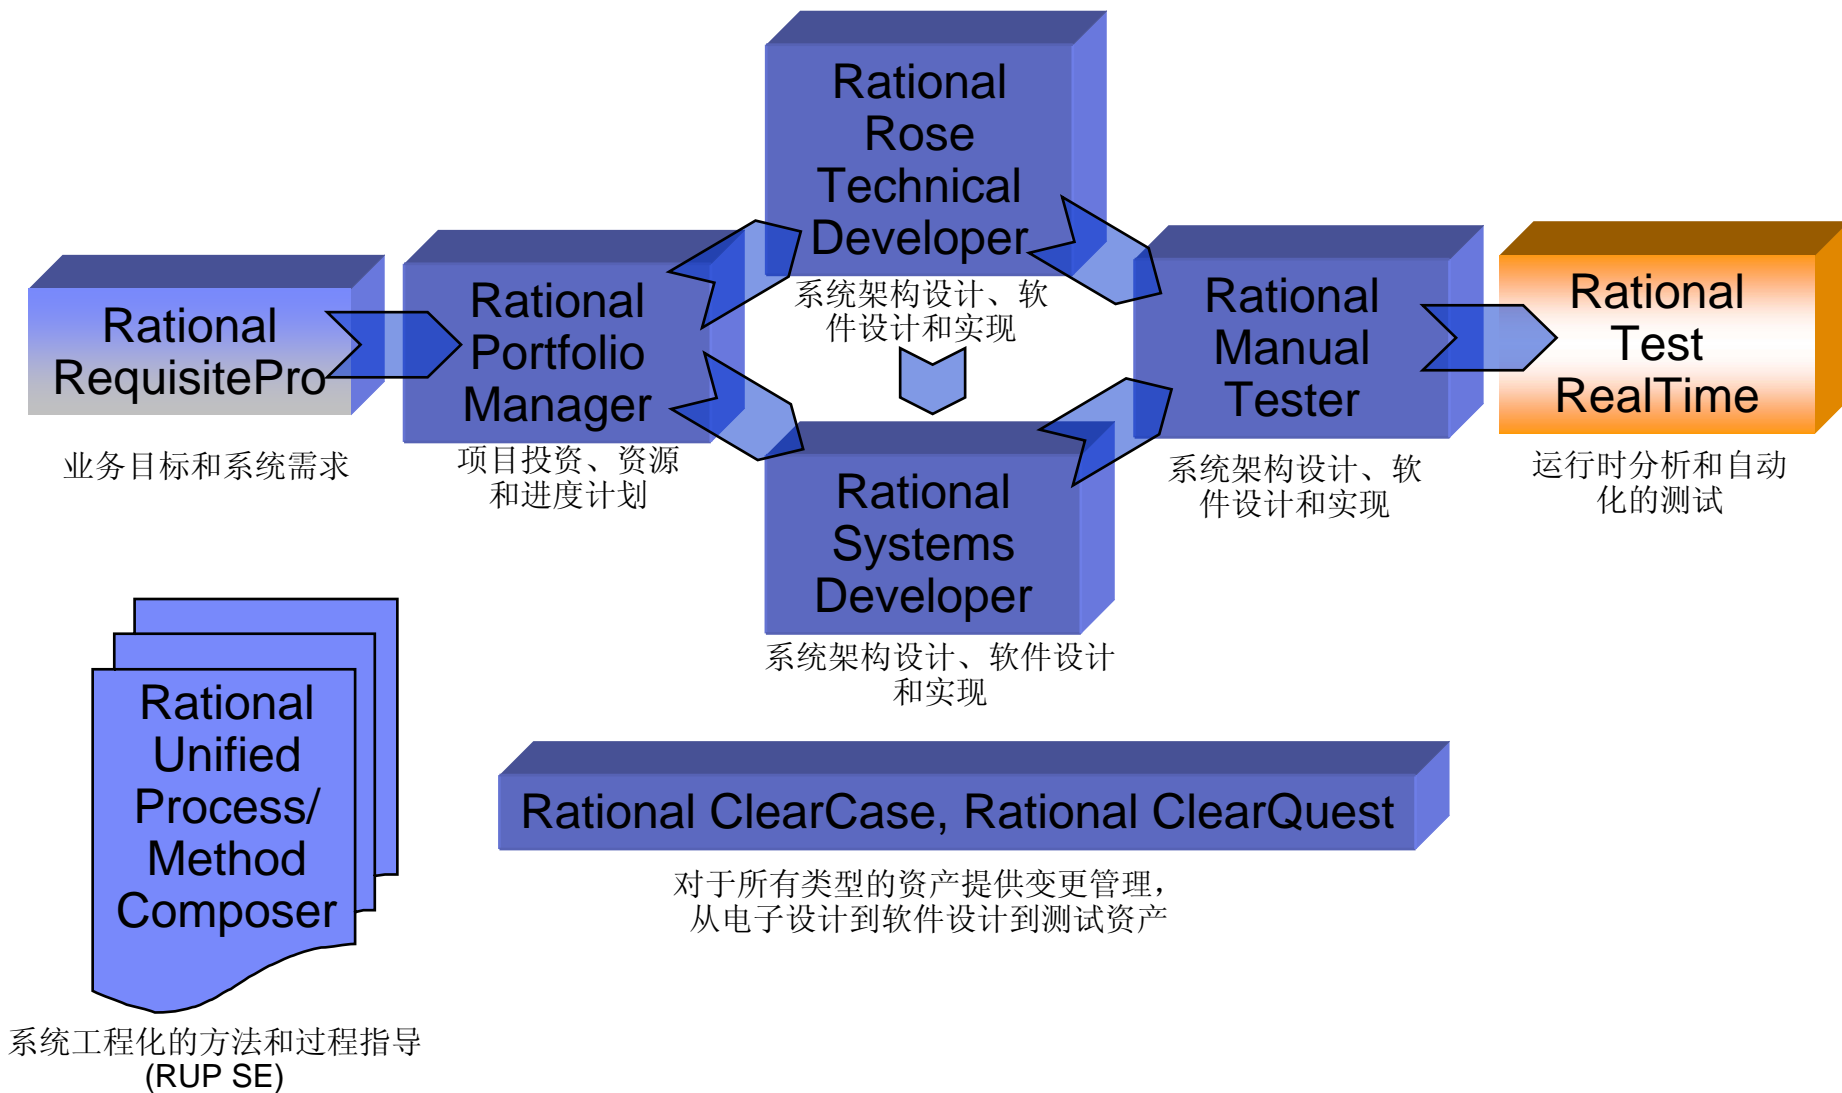 Rational
Rose
Technical
Developer
系统架构设计、软
件设计和实现
Rational
RequisitePro
业务目标和系统需求
Rational
Portfolio
Manager
项目投资、资源
和进度计划
Rational
Manual
Tester
系统架构设计、软
件设计和实现
Rational
Test
RealTime
运行时分析和自动
化的测试
Rational
Systems
Developer
系统架构设计、软件设计
和实现
Rational
Unified
Process/
Method
Composer
系统工程化的方法和过程指导
(RUP SE)
Rational ClearCase, Rational ClearQuest
对于所有类型的资产提供变更管理，
从电子设计到软件设计到测试资产